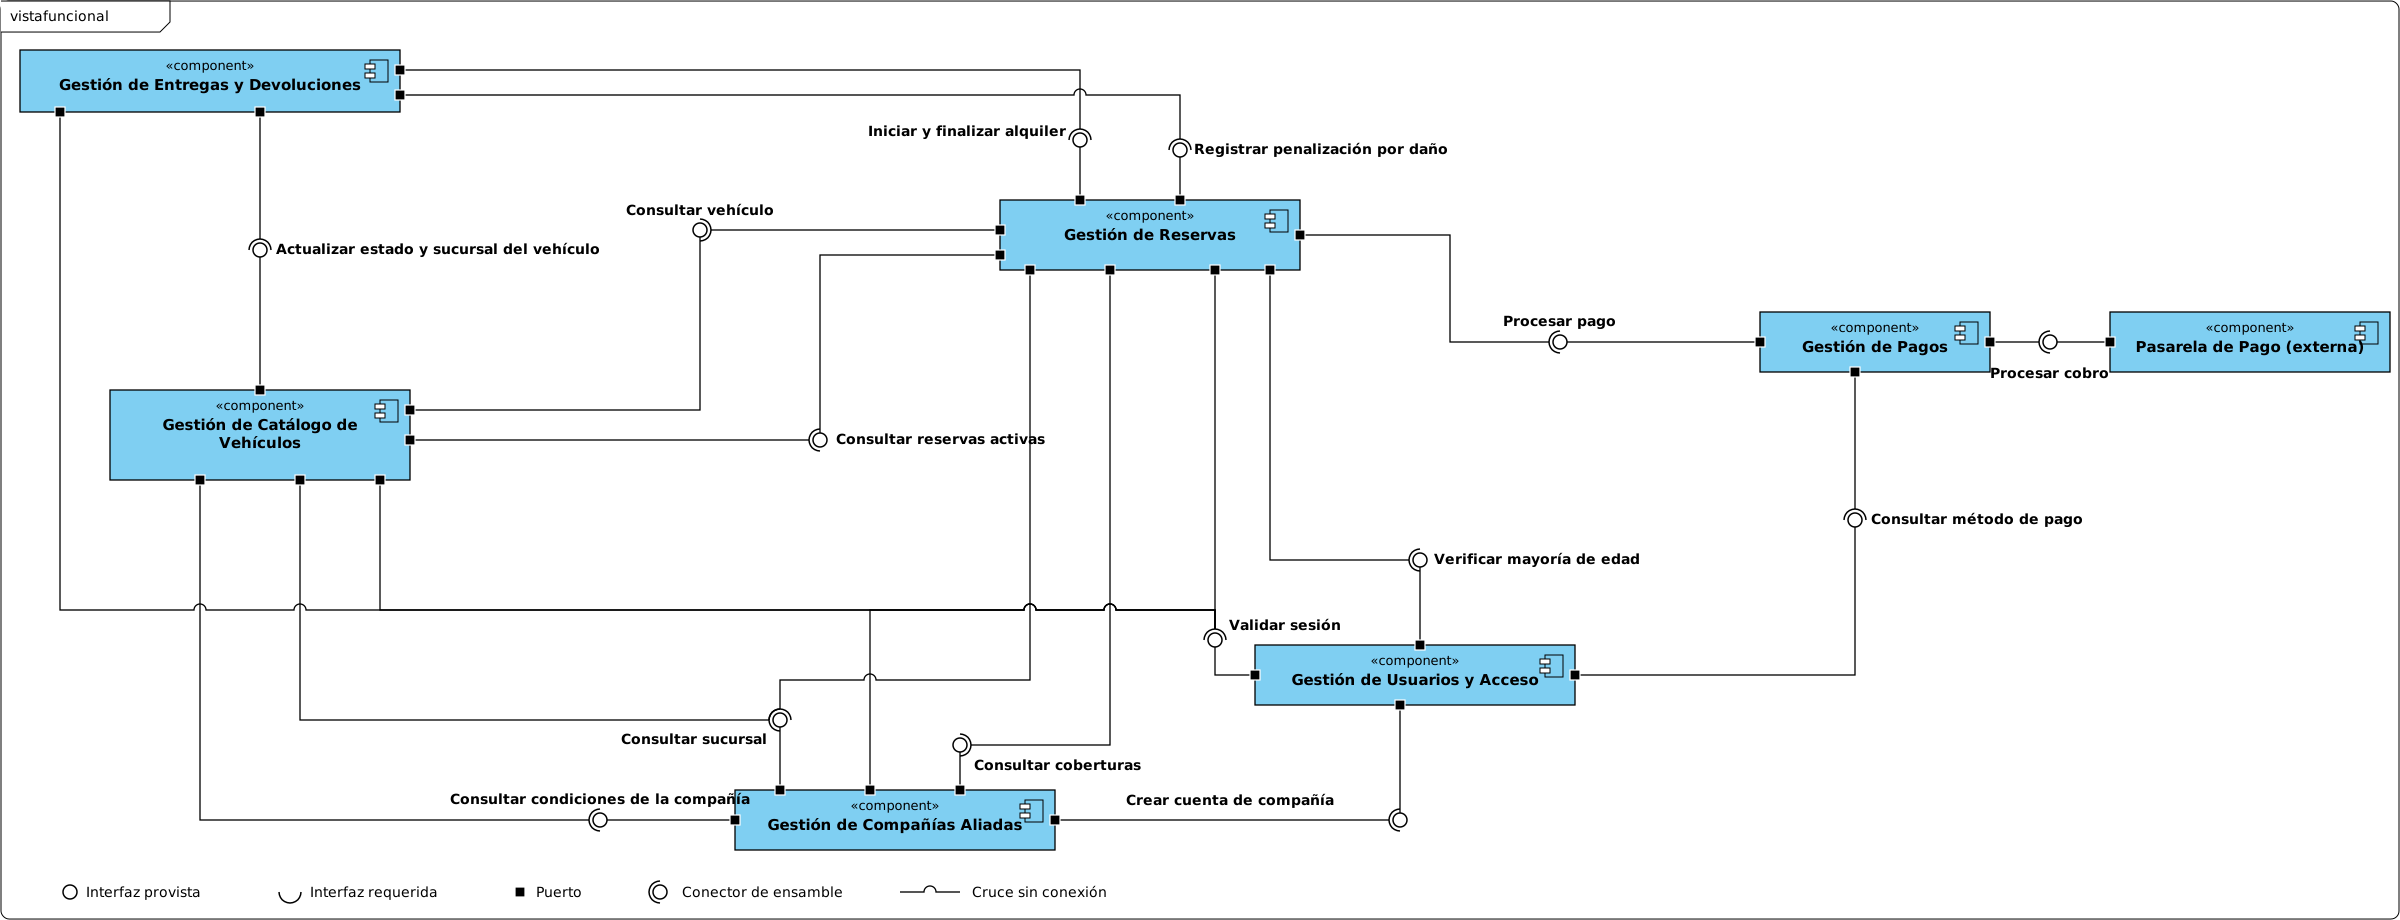 vistafuncional
«component»
Gestión de Entregas y Devoluciones
Iniciar y finalizar alquiler
Registrar penalización por daño
Consultar vehículo
«component»
Gestión de Reservas
Actualizar estado y sucursal del vehículo
Procesar pago
«component»
Gestión de Pagos
«component»
Pasarela de Pago (externa)
Procesar cobro
«component»
Gestión de Catálogo de
Vehículos
Consultar reservas activas
Consultar método de pago
Verificar mayoría de edad
Validar sesión
«component»
Gestión de Usuarios y Acceso
Consultar sucursal
Consultar coberturas
Consultar condiciones de la compañía
«component»
Gestión de Compañías Aliadas
Crear cuenta de compañía
Interfaz provista
Interfaz requerida
Puerto
Conector de ensamble
Cruce sin conexión